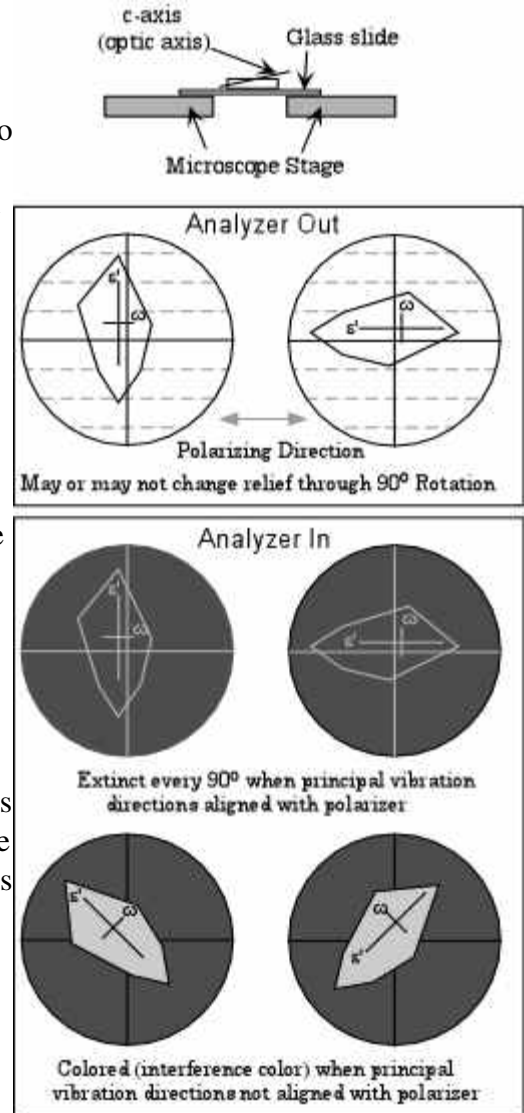 c-axis
(optic axis)
Glass slide
o
Microscope Stage
Analyzer Out
ε'
ω
ε'
ω
Polarizing Direction
May or may not change relief through 90º Rotation
e
Analyzer In
ε'
ω
ε'
ω
Extinct every 90º when principal vibration
directions aligned with polarizer
s
e
s
ε'
ω
ω
ε'
Colored (interference color) when principal
vibration directions not aligned with polarizer